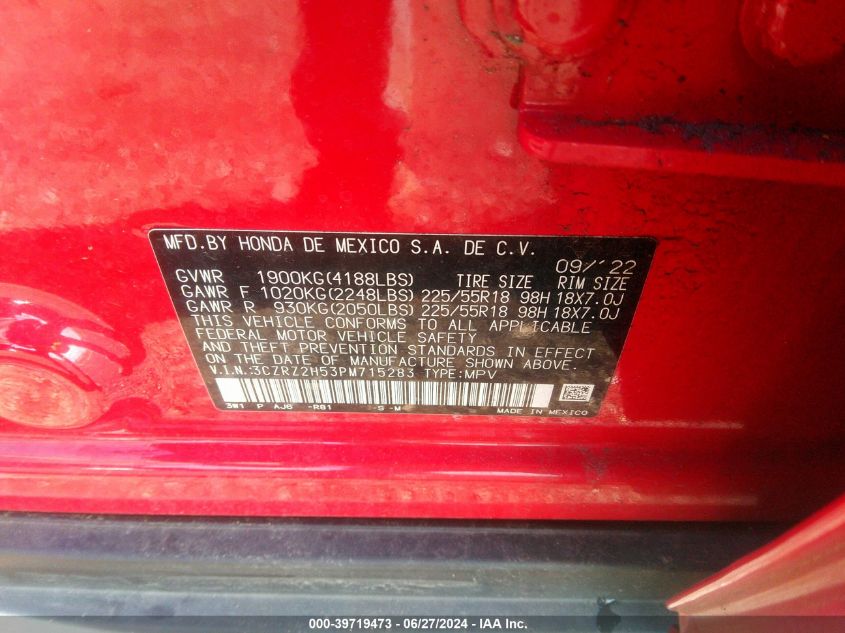 MFD.BY HONDA DE MEXICO S.A. DE C.V.
09/'22
GVWR 1900KG(4188LBS) TIRE SIZE RIM SIZE
GAWR F 1020KG(2248LBS) 225/55R18 98H 18X7.0J
GAWR R 930KG(2050LBS) 225/55R18 98H 18X7.0J
THIS VEHICLE CONFORMS TO ALL APPLICABLE
FEDERAL MOTOR VEHICLE SAFETY
AND THEFT PREVENTION STANDARDS IN EFFECT
ON THE DATE OF MANUFACTURE SHOWN ABOVE.
V.I.N.:3CZRZ2H53PM715283 TYPE:MPV
3W1 P AJ6 -R81 S -M MADE IN MEXICO
000-39719473 - 06/27/2024 - IAA Inc.